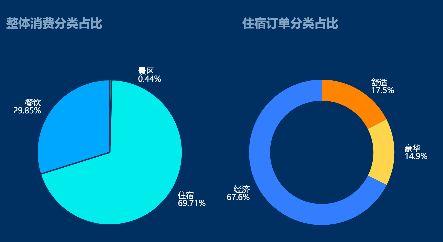 整体消费分类占比
住宿订单分类占比
景区
0.44%
餐饮
29.85%
住宿
69.71%
舒适
17.5%
豪华
14.9%
经济
67.6%